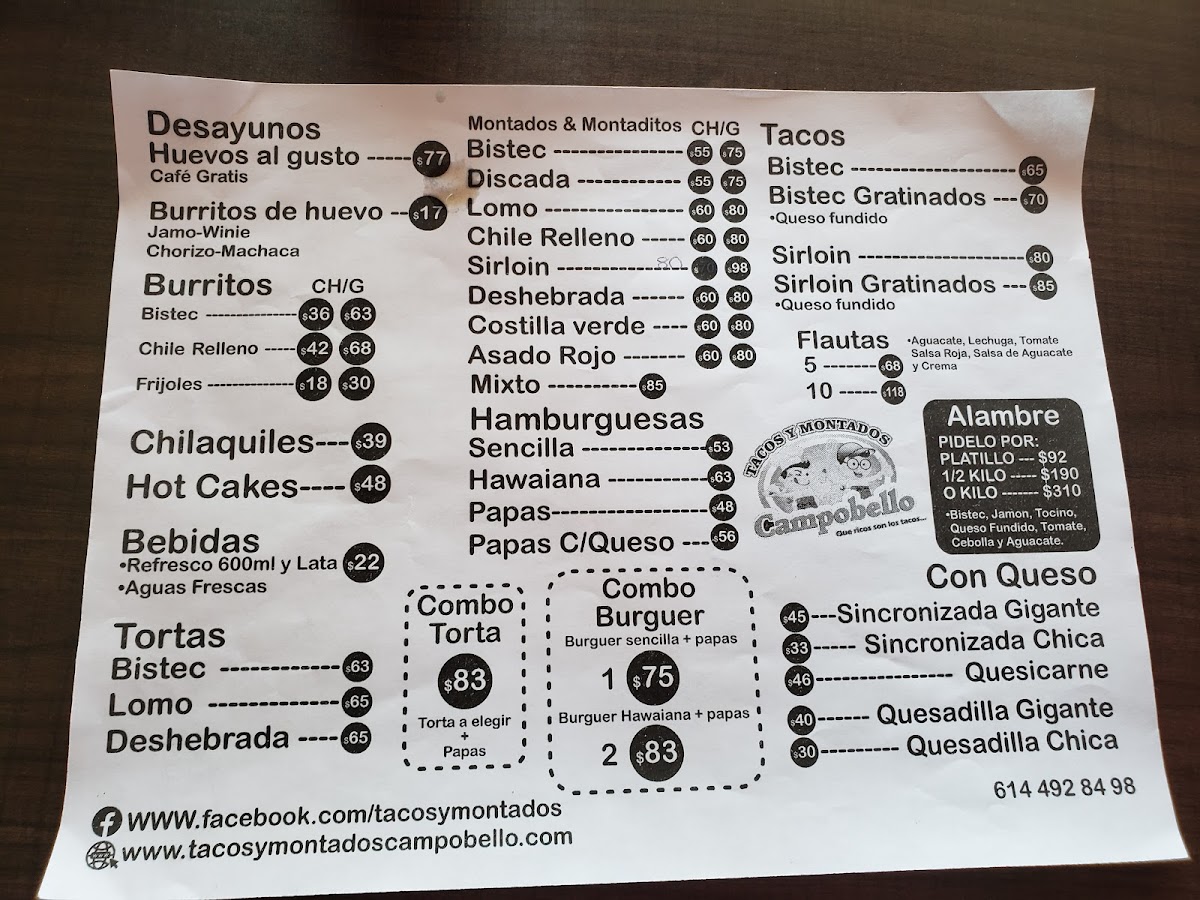 Desayunos
Huevos al gusto ------ $77
Café Gratis
Burritos de huevo -- $17
Jamo-Winie
Chorizo-Machaca
Burritos CH/G
Bistec --------------- $36 $63
Chile Relleno ----- $42 $68
Frijoles -------------- $18 $30
Chilaquiles--- $39
Hot Cakes---- $48
Bebidas
•Refresco 600ml y Lata $22
•Aguas Frescas
Tortas
Bistec -------------- $63
Lomo --------------- $65
Deshebrada ---- $65
Montados & Montaditos CH/G
Bistec ---------------- $55 $75
Discada ------------- $55 $75
Lomo ----------------- $60 $80
Chile Relleno ----- $60 $80
Sirloin ---------------- 80 $70 $98
Deshebrada ------ $60 $80
Costilla verde ---- $60 $80
Asado Rojo ------- $60 $80
Mixto ---------- $85
Hamburguesas
Sencilla --------------- $53
Hawaiana ------------ $63
Papas------------------ $48
Papas C/Queso --- $56
Combo
Torta
$83
Torta a elegir
+
Papas
Combo
Burguer
Burguer sencilla + papas
1 $75
Burguer Hawaiana + papas
2 $83
Tacos
Bistec -------------------- $65
Bistec Gratinados --- $70
•Queso fundido
Sirloin -------------------- $80
Sirloin Gratinados --- $85
•Queso fundido
Flautas
5 ------- $68
10 ----- $118
•Aguacate, Lechuga, Tomate
Salsa Roja, Salsa de Aguacate
y Crema
TACOS Y MONTADOS
Campobello
Que ricos son los tacos...
Alambre
PIDELO POR:
PLATILLO --- $92
1/2 KILO ----- $190
O KILO ------- $310
•Bistec, Jamon, Tocino,
Queso Fundido, Tomate,
Cebolla y Aguacate.
Con Queso
$45 ---Sincronizada Gigante
$33 ----- Sincronizada Chica
$46 ----------------- Quesicarne
$40 ------ Quesadilla Gigante
$30 --------- Quesadilla Chica
614 492 84 98
WWW.facebook.com/tacosymontados
www.tacosymontadoscampobello.com